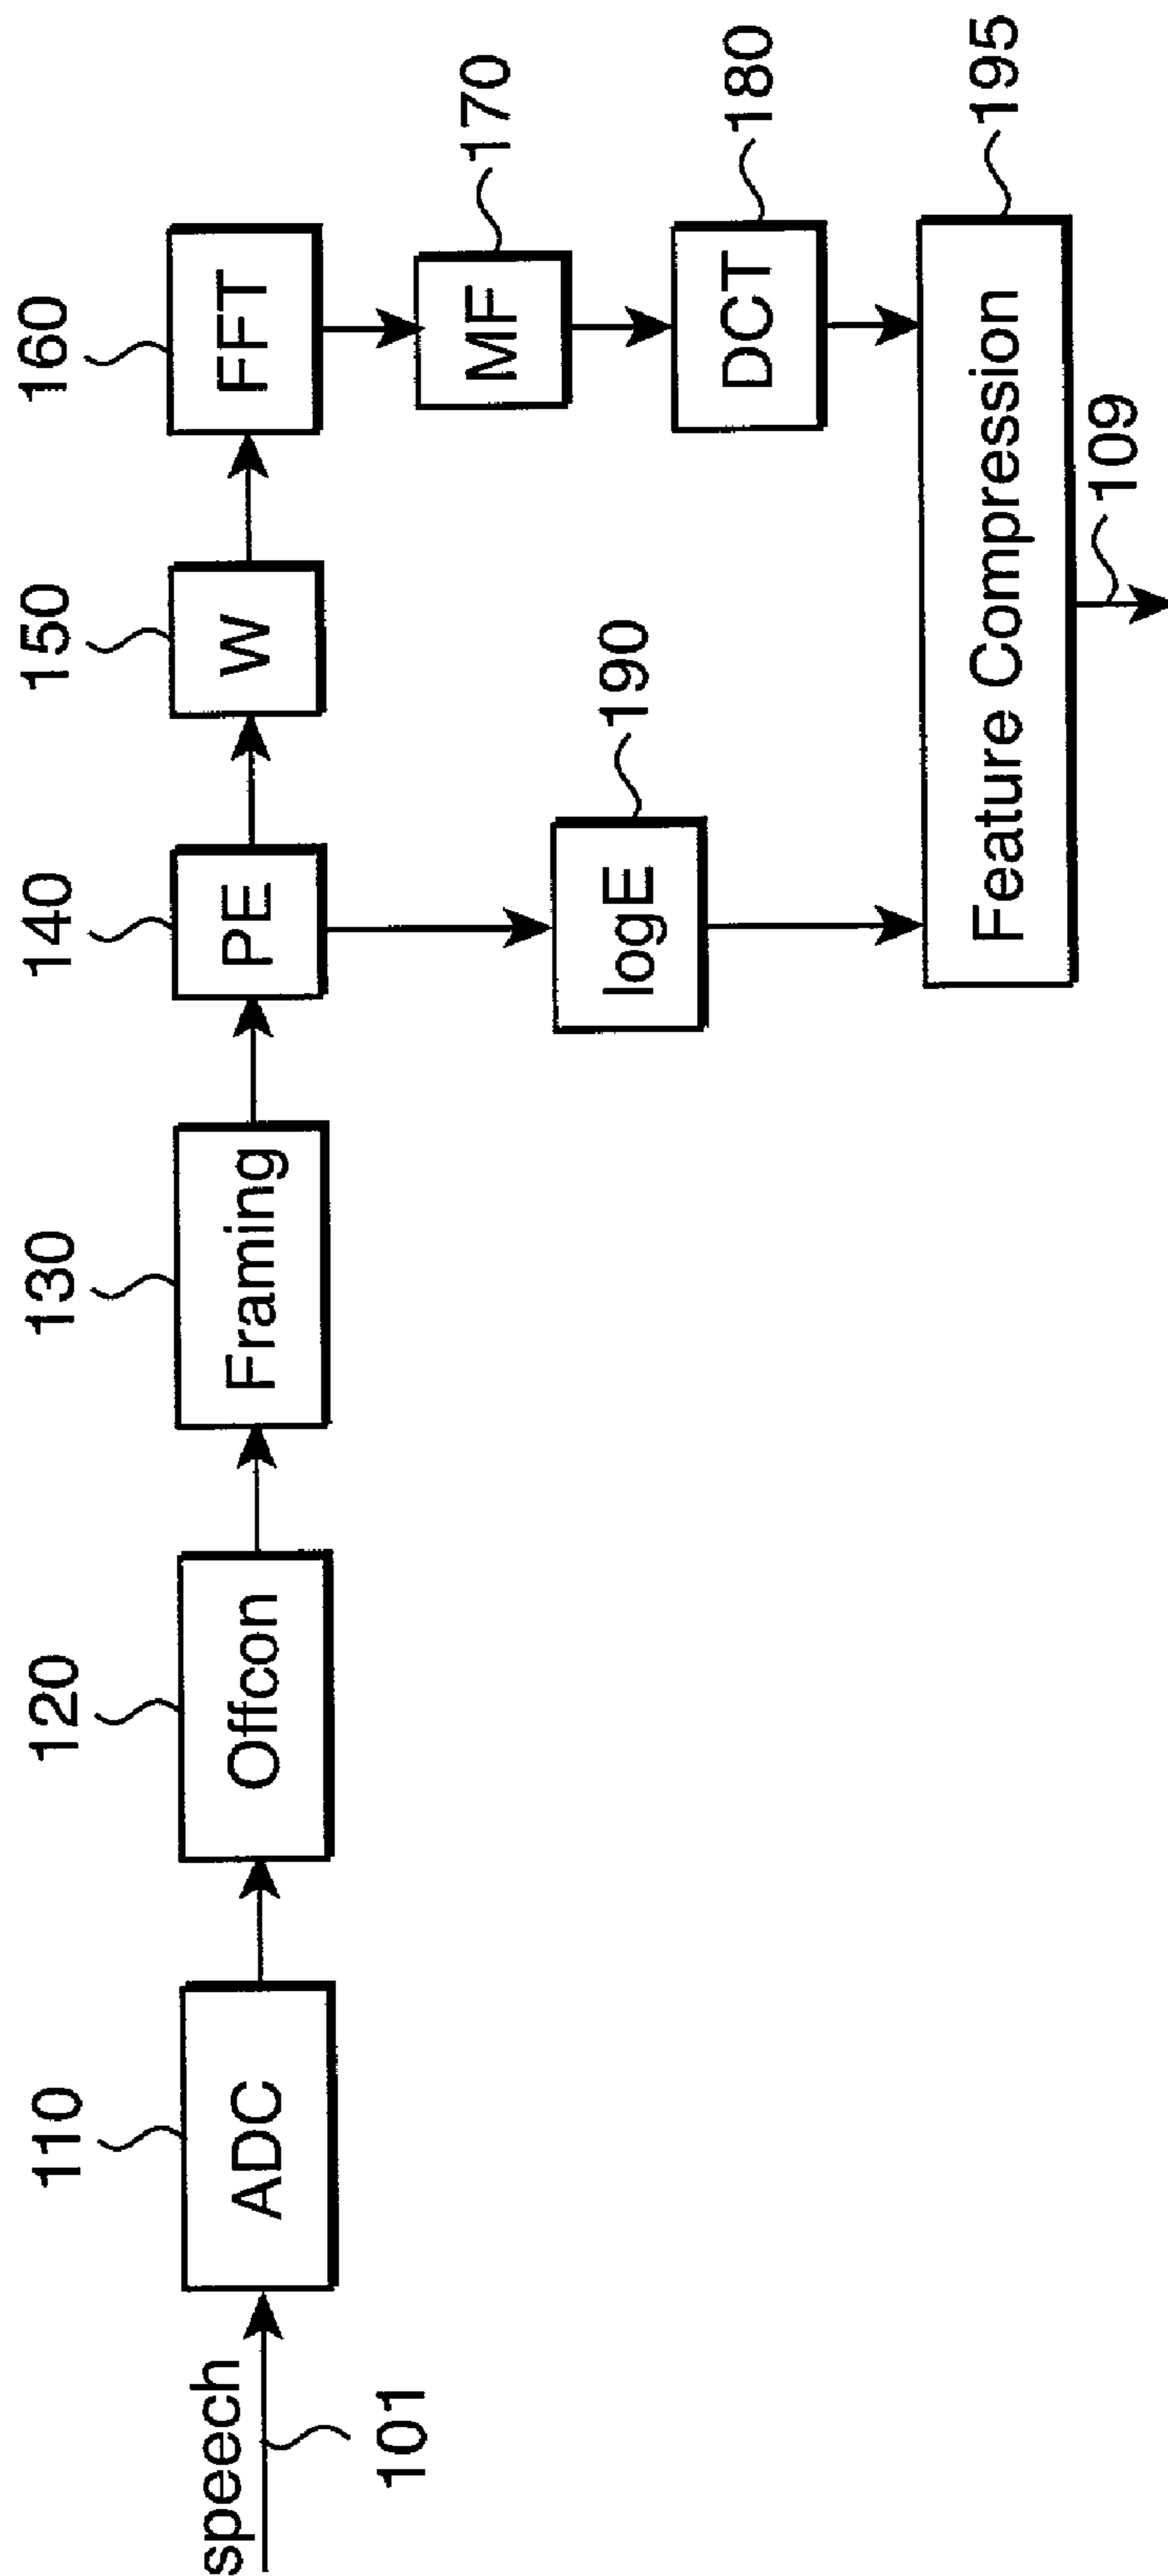 110
120
130
140
150
160
speech
ADC
Offcon
Framing
PE
W
FFT
101
MF
170
logE
190
DCT
180
Feature Compression
195
109